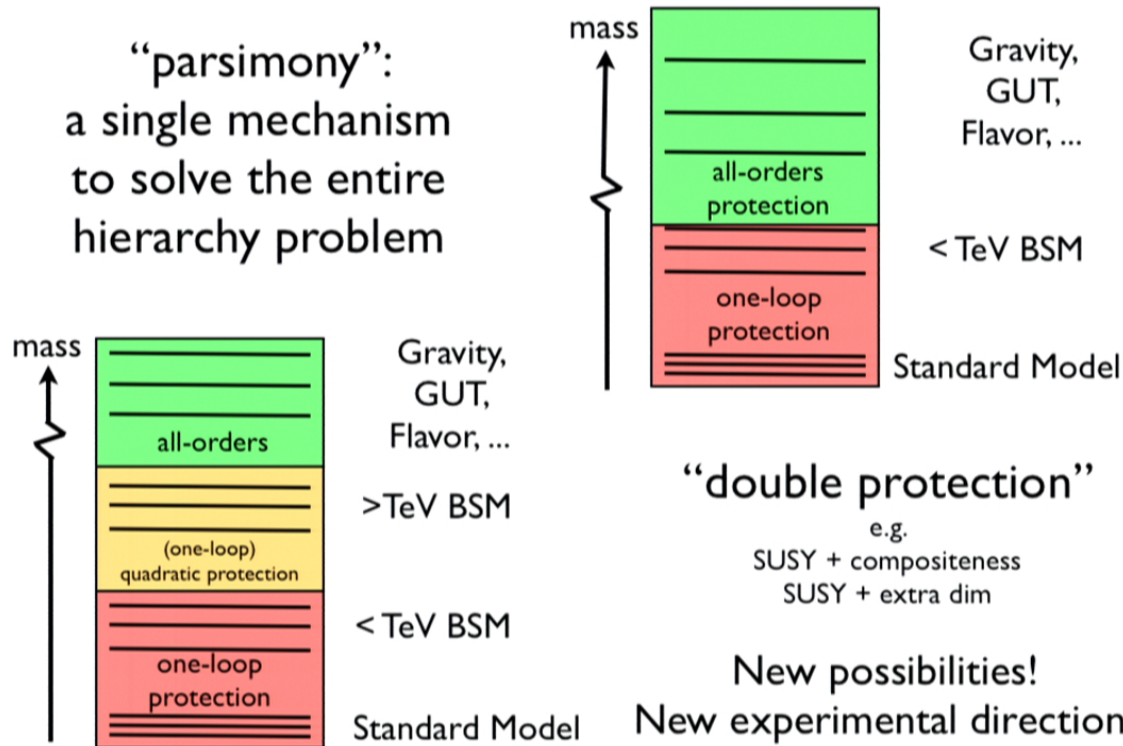 “parsimony”:
a single mechanism
to solve the entire
hierarchy problem
mass
Gravity,
GUT,
Flavor, ...
all-orders
protection
< TeV BSM
one-loop
protection
Standard Model
mass
Gravity,
GUT,
Flavor, ...
all-orders
>TeV BSM
(one-loop)
quadratic protection
< TeV BSM
one-loop
protection
Standard Model
“double protection”
e.g.
SUSY + compositeness
SUSY + extra dim
New possibilities!
New experimental direction